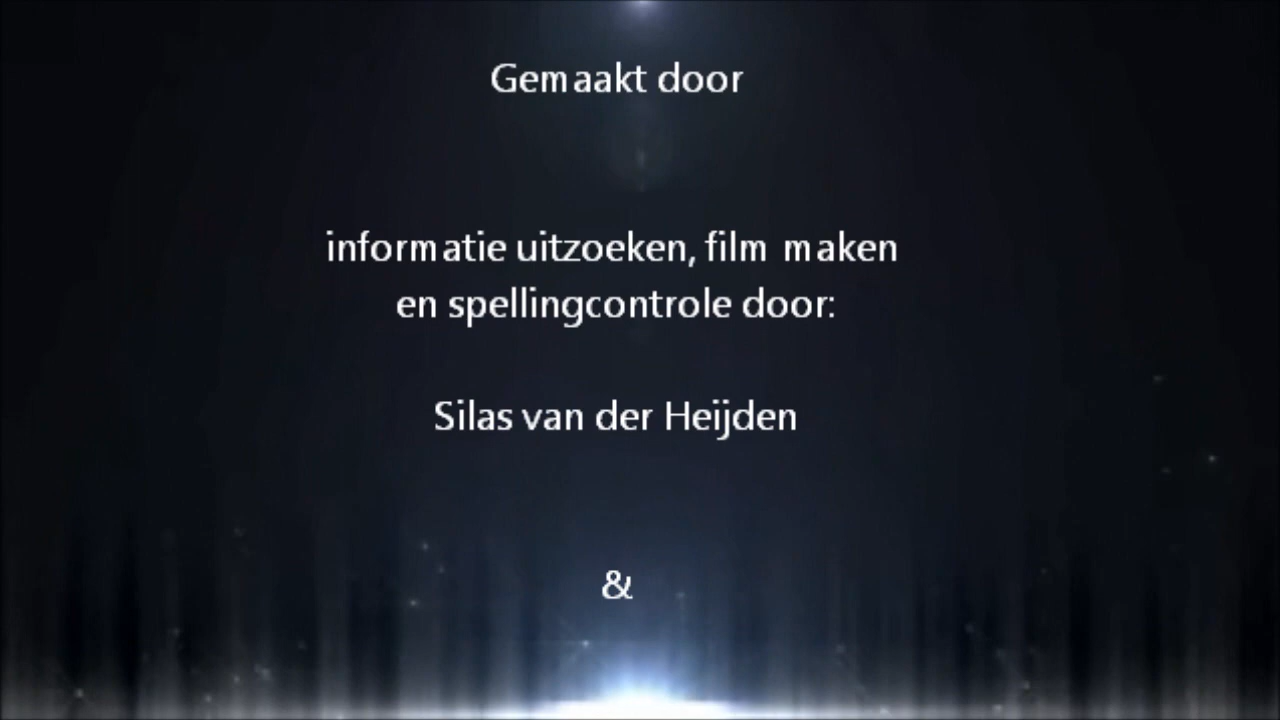 Gemaakt door
informatie uitzoeken, film maken
en spellingcontrole door:
Silas van der Heijden
&